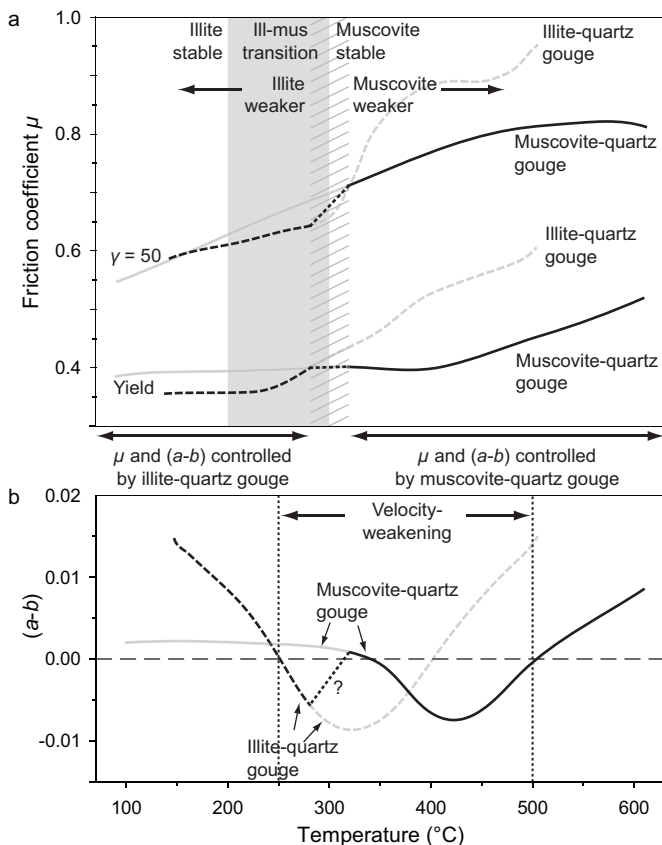 a
Illite stable
Ill-mus transition
Muscovite stable
Illite weaker
Muscovite weaker
Illite-quartz gouge
Muscovite-quartz gouge
Illite-quartz gouge
Muscovite-quartz gouge
γ = 50
Yield
Friction coefficient μ
1.0
0.8
0.6
0.4
μ and (a-b) controlled
by illite-quartz gouge
μ and (a-b) controlled
by muscovite-quartz gouge
b
0.02
0.01
0.00
-0.01
(a-b)
Velocity-
weakening
Muscovite-quartz
gouge
?
Illite-quartz
gouge
100
200
300
400
500
600
Temperature (°C)